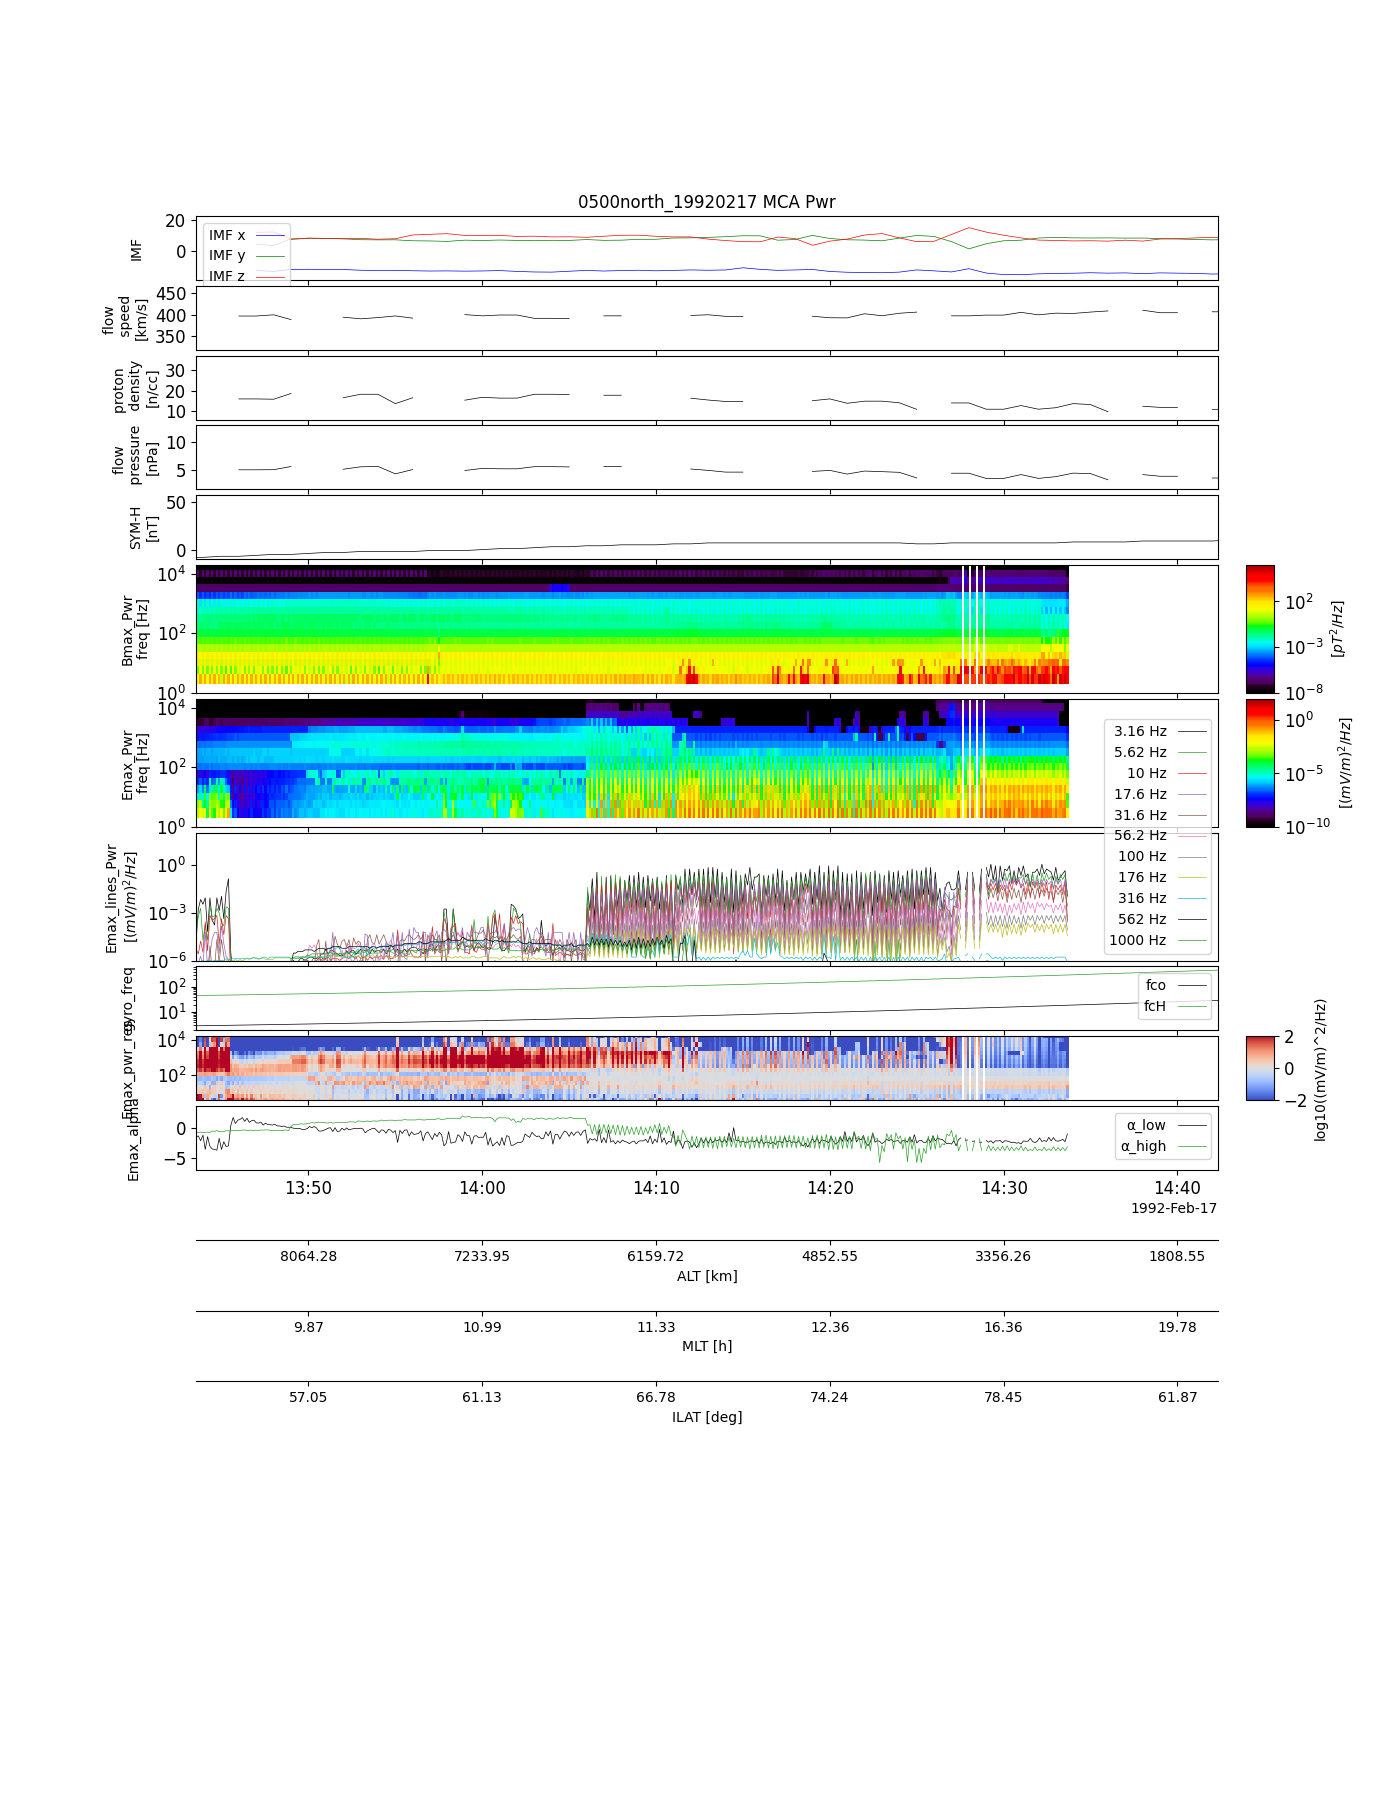 0500north_19920217 MCA Pwr
20
0
IMF
IMF x
IMF y
IMF z
450
400
350
flow
speed
[km/s]
30
20
10
proton
density
[n/cc]
10
5
flow
pressure
[nPa]
50
0
SYM-H
[nT]
10^4
10^2
10^0
Bmax_Pwr
freq [Hz]
10^2
10^-3
10^-8
[pT^2/Hz]
10^4
10^2
10^0
Emax_Pwr
freq [Hz]
10^0
10^-5
10^-10
[(mV/m)^2/Hz]
3.16 Hz
5.62 Hz
10 Hz
17.6 Hz
31.6 Hz
56.2 Hz
100 Hz
176 Hz
316 Hz
562 Hz
1000 Hz
10^0
10^-3
10^-6
Emax_lines_Pwr
[(mV/m)^2/Hz]
10^2
10^1
gyro_freq
fco
fcH
10^4
10^2
Emax_pwr_reg
2
0
−2
log10((mV/m)^2/Hz)
0
−5
Emax_alpha
α_low
α_high
13:50 14:00 14:10 14:20 14:30 14:40
1992-Feb-17
8064.28 7233.95 6159.72 4852.55 3356.26 1808.55
ALT [km]
9.87 10.99 11.33 12.36 16.36 19.78
MLT [h]
57.05 61.13 66.78 74.24 78.45 61.87
ILAT [deg]